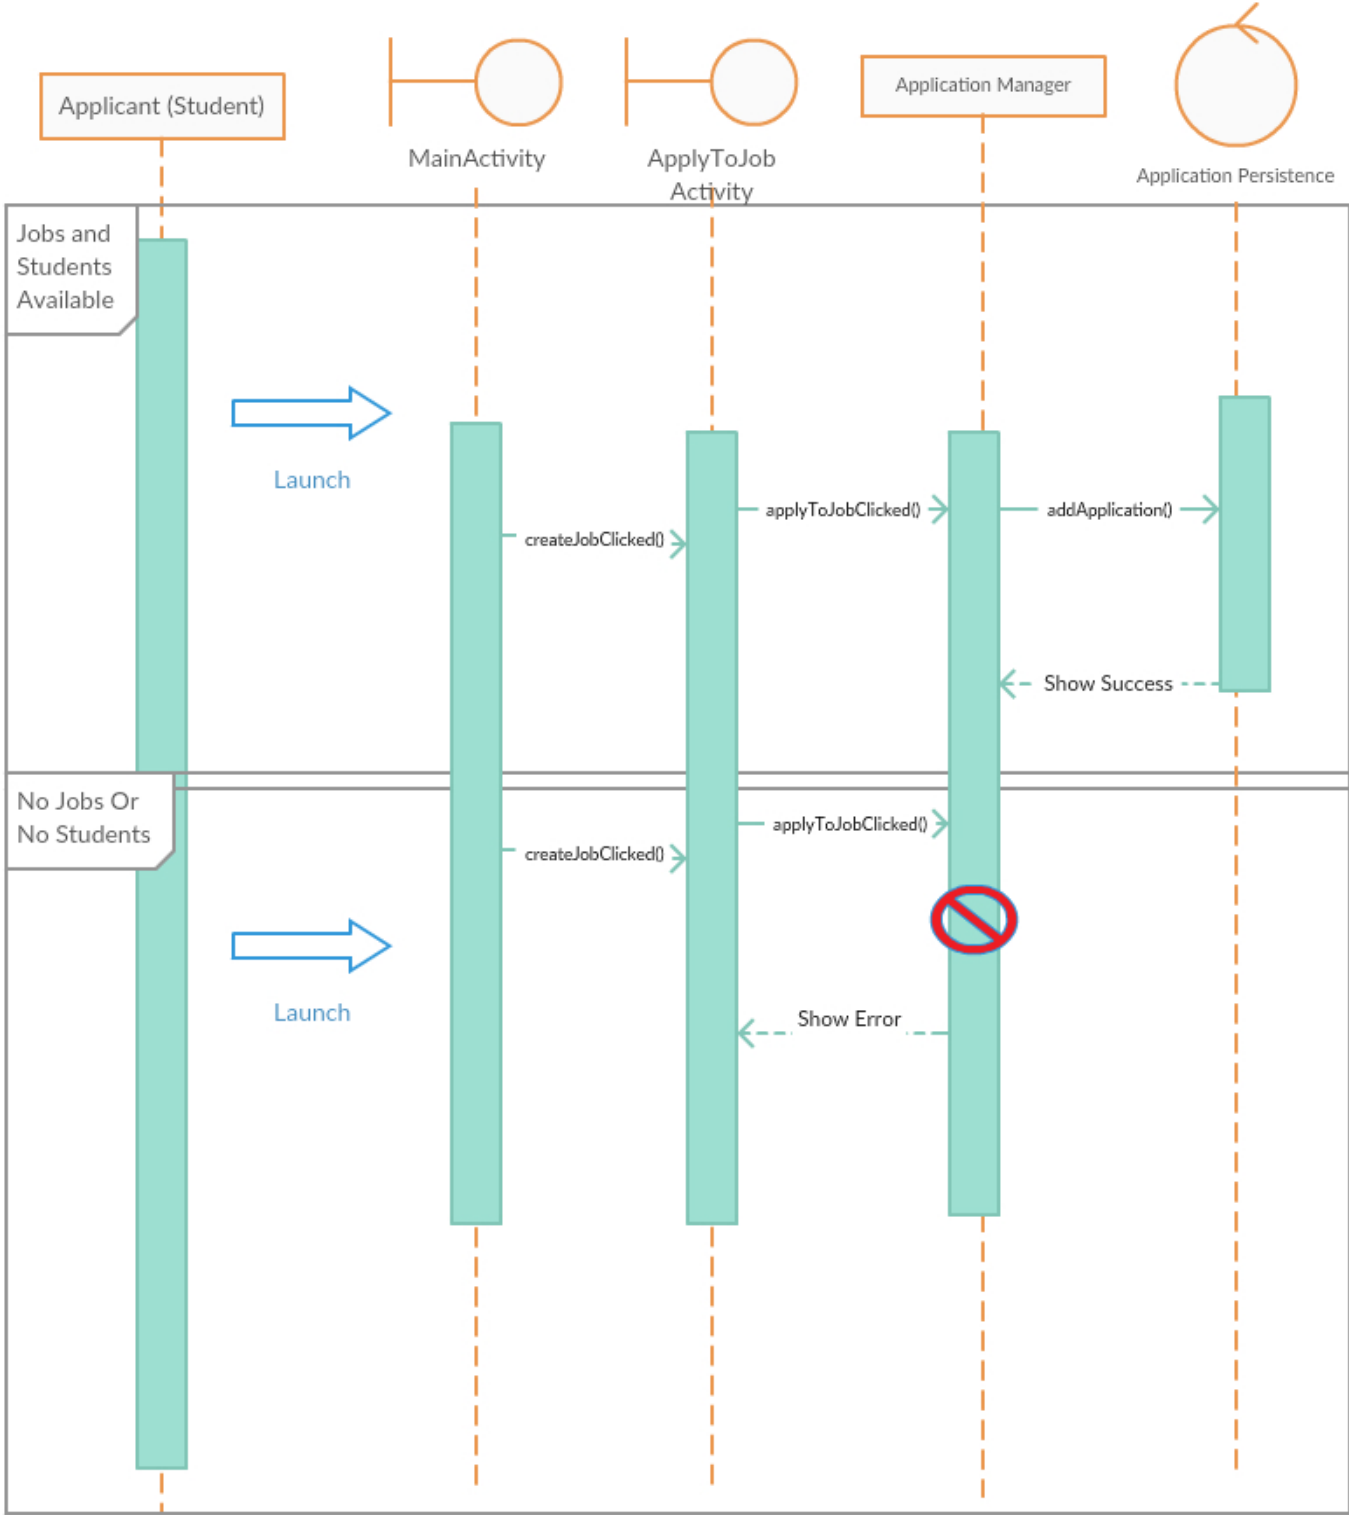 Applicant (Student)
MainActivity
ApplyToJob
Activity
Application Manager
Application Persistence
Jobs and
Students
Available
Launch
createJobClicked()
applyToJobClicked()
addApplication()
Show Success
No Jobs Or
No Students
applyToJobClicked()
createJobClicked()
Launch
Show Error